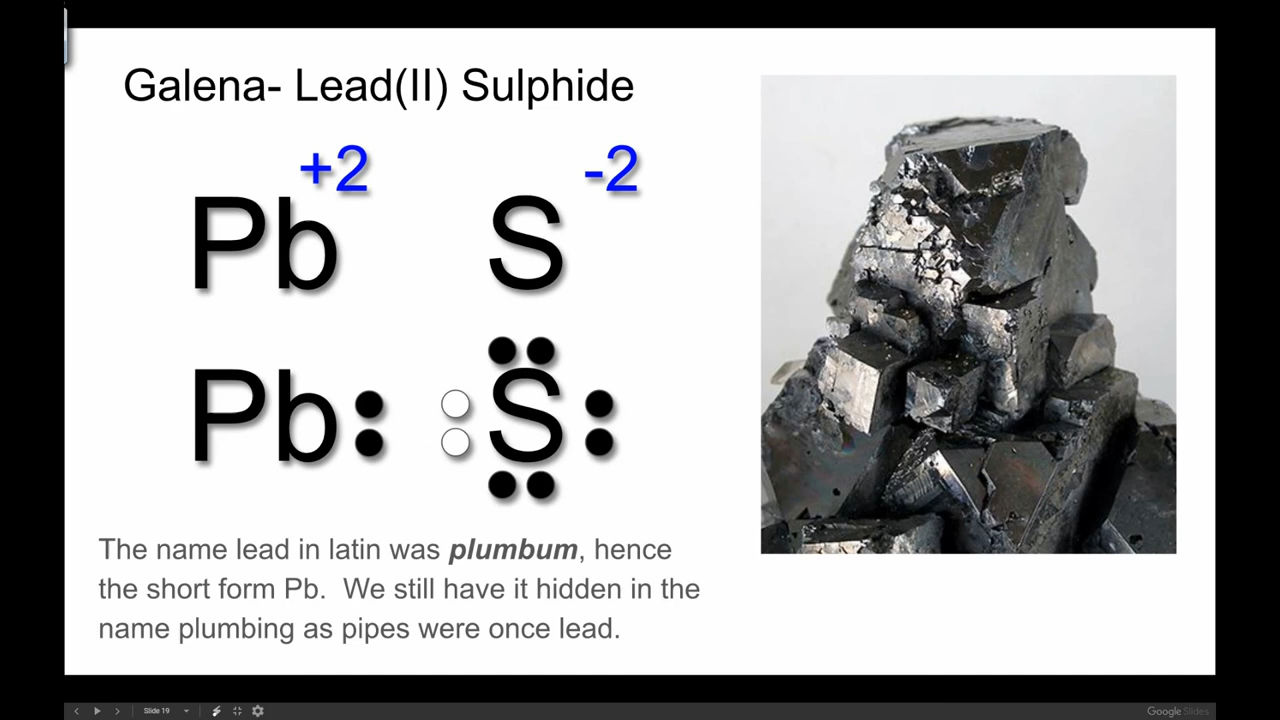 Galena- Lead(II) Sulphide
+2 -2
Pb S
Pb S
The name lead in latin was plumbum, hence
the short form Pb.  We still have it hidden in the
name plumbing as pipes were once lead.
Slide 19
Google Slides